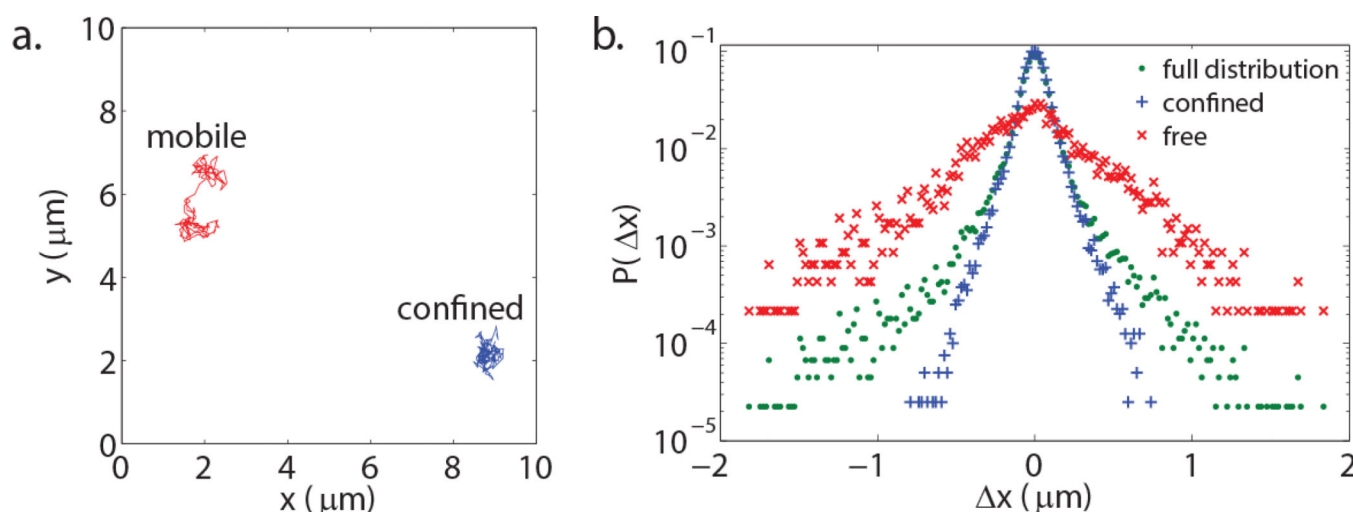 a.
10
8
6
4
2
0
y ( μm)
mobile
confined
0
2
4
6
8
10
x ( μm)
b.
10⁻¹
10⁻²
10⁻³
10⁻⁴
10⁻⁵
P( Δx)
full distribution
confined
free
−2
−1
0
1
2
Δx ( μm)